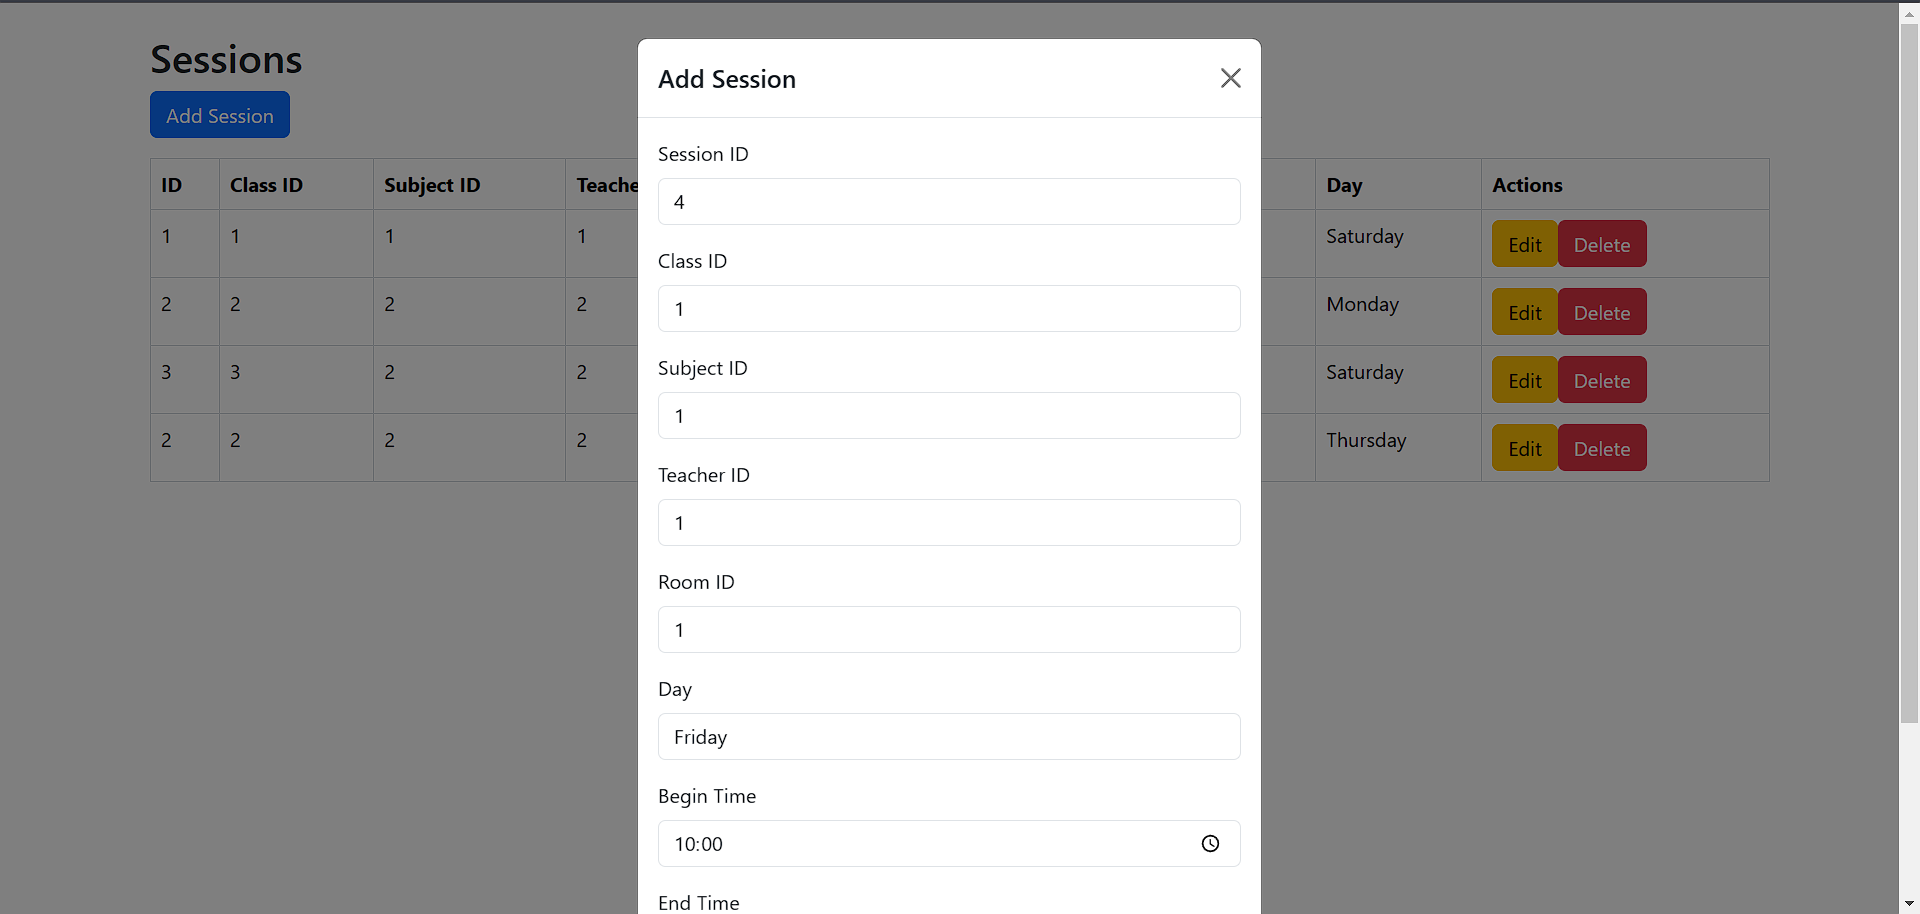 Sessions
Add Session
ID Class ID Subject ID Day Actions
1 1 1 1 Saturday Edit Delete
2 2 2 2 Monday Edit Delete
3 3 2 2 Saturday Edit Delete
2 2 2 2 Thursday Edit Delete
Add Session
Session ID
4
Class ID
1
Subject ID
1
Teacher ID
1
Room ID
1
Day
Friday
Begin Time
10:00
End Time